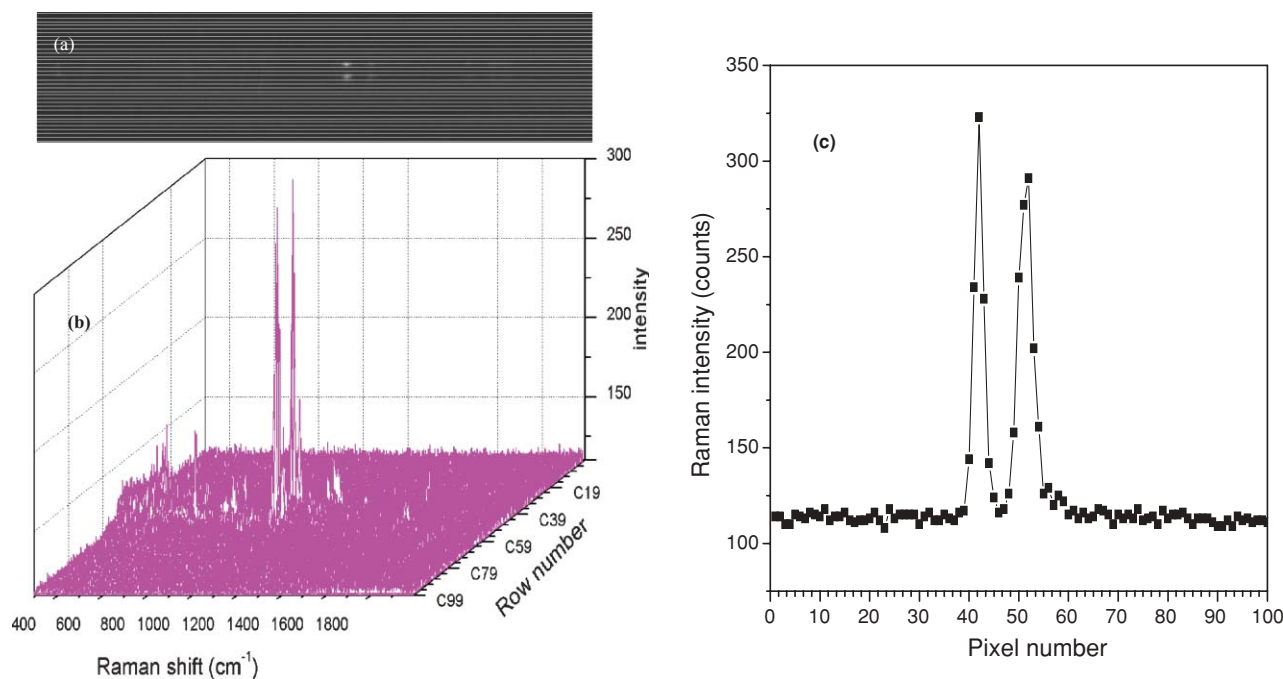 (a)
300
250
200
150
intensity
(b)
C19
C39
C59
C79
C99
Row number
400 600 800 1000 1200 1400 1600 1800
Raman shift (cm⁻¹)
350
300
250
200
150
100
Raman intensity (counts)
(c)
0 10 20 30 40 50 60 70 80 90 100
Pixel number